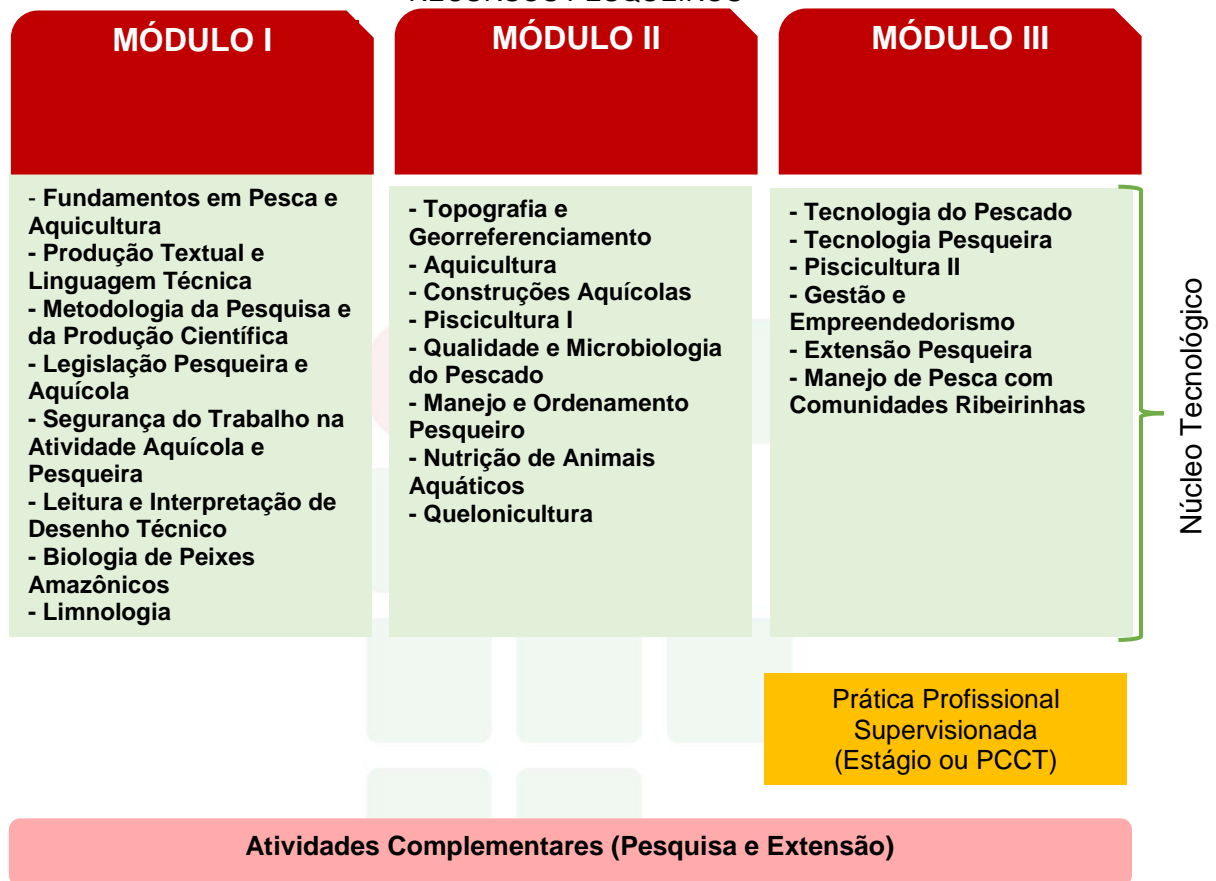 RECURSOS PESQUEIROS
MÓDULO I
- Fundamentos em Pesca e
Aquicultura
- Produção Textual e
Linguagem Técnica
- Metodologia da Pesquisa e
da Produção Científica
- Legislação Pesqueira e
Aquícola
- Segurança do Trabalho na
Atividade Aquícola e
Pesqueira
- Leitura e Interpretação de
Desenho Técnico
- Biologia de Peixes
Amazônicos
- Limnologia
MÓDULO II
- Topografia e
Georreferenciamento
- Aquicultura
- Construções Aquícolas
- Piscicultura I
- Qualidade e Microbiologia
do Pescado
- Manejo e Ordenamento
Pesqueiro
- Nutrição de Animais
Aquáticos
- Quelonicultura
MÓDULO III
- Tecnologia do Pescado
- Tecnologia Pesqueira
- Piscicultura II
- Gestão e
Empreendedorismo
- Extensão Pesqueira
- Manejo de Pesca com
Comunidades Ribeirinhas
Núcleo Tecnológico
Prática Profissional
Supervisionada
(Estágio ou PCCT)
Atividades Complementares (Pesquisa e Extensão)